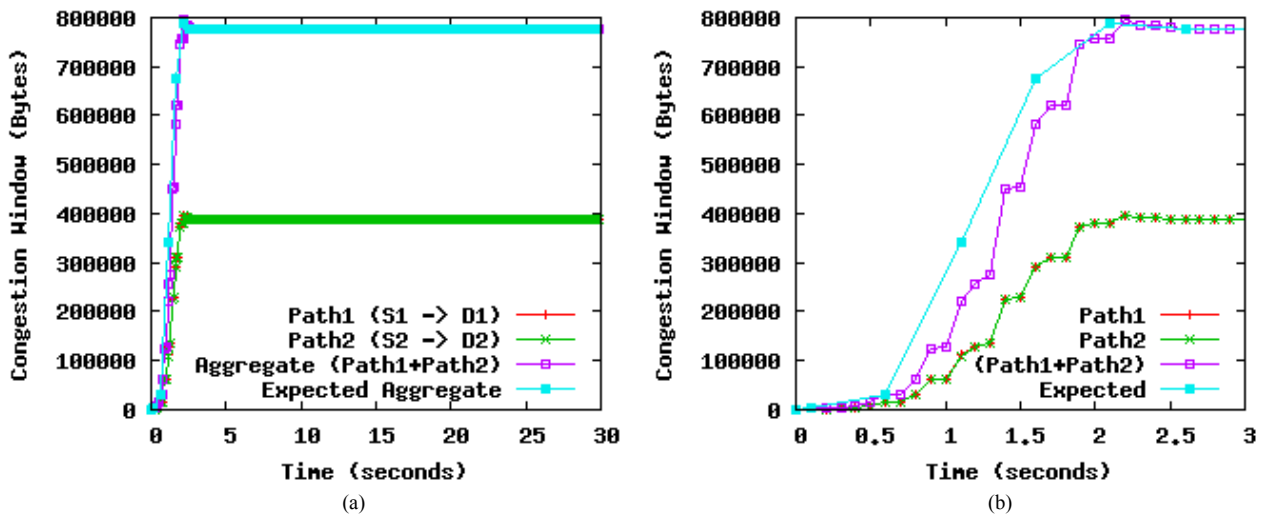 Congestion Window (Bytes)
800000
700000
600000
500000
400000
300000
200000
100000
0
Path1 (S1 -> D1)
Path2 (S2 -> D2)
Aggregate (Path1+Path2)
Expected Aggregate
0 5 10 15 20 25 30
Time (seconds)
(a)
Congestion Window (Bytes)
800000
700000
600000
500000
400000
300000
200000
100000
0
Path1
Path2
(Path1+Path2)
Expected
0 0.5 1 1.5 2 2.5 3
Time (seconds)
(b)